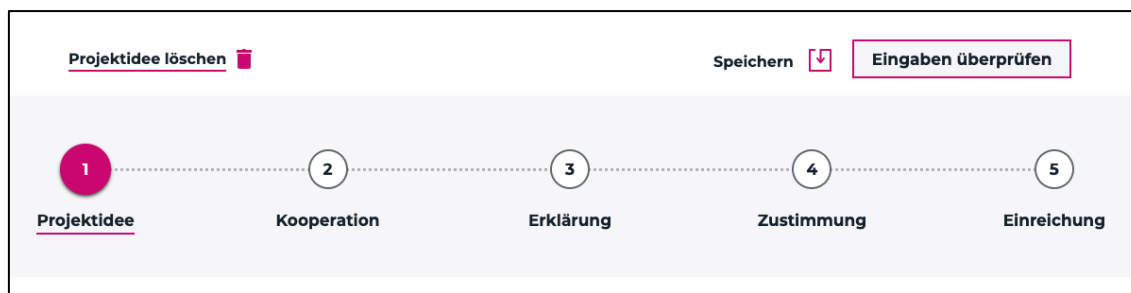 Projektidee löschen
Speichern
Eingaben überprüfen
1
2
3
4
5
Projektidee
Kooperation
Erklärung
Zustimmung
Einreichung